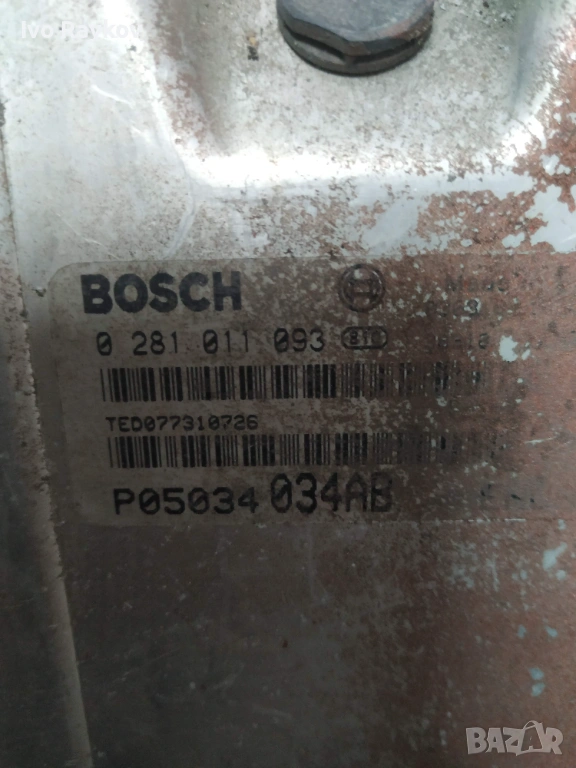 Ivo Raykov
BOSCH
0 281 011 093
TED077310726
P05034 034AB
BAZAR